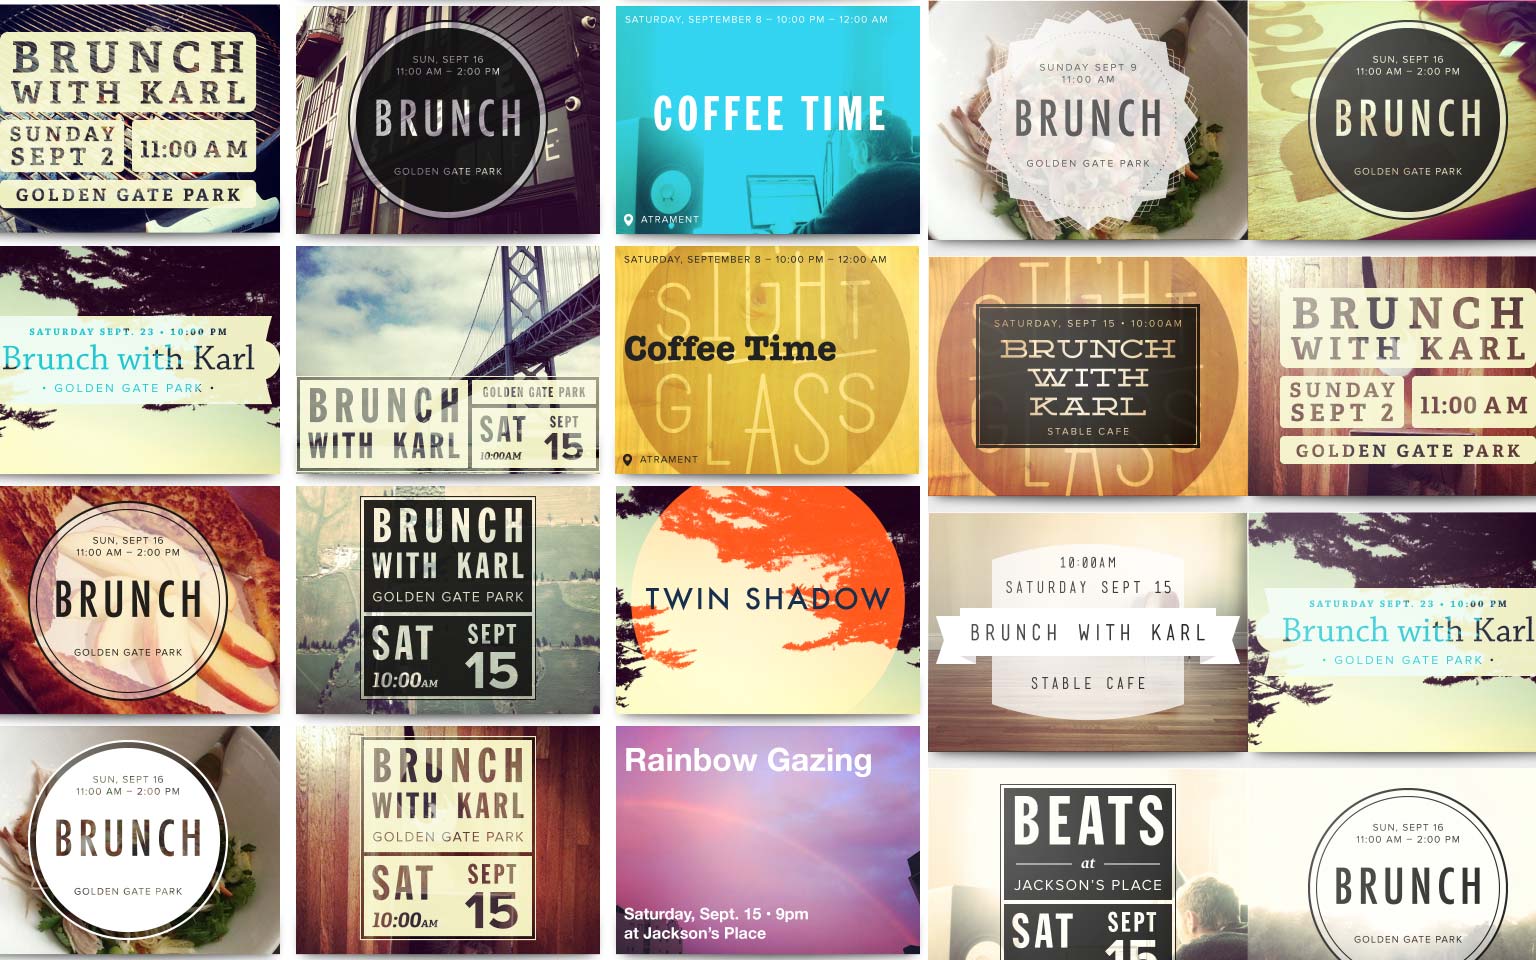 BRUNCH
WITH KARL
SUNDAY
SEPT 2
11:00 AM
GOLDEN GATE PARK
SUN, SEPT 16
11:00 AM – 2:00 PM
BRUNCH
GOLDEN GATE PARK
SATURDAY, SEPTEMBER 8 – 10:00 PM – 12:00 AM
COFFEE TIME
ATRAMENT
SUNDAY SEPT 9
11:00 AM
BRUNCH
GOLDEN GATE PARK
SUN, SEPT 16
11:00 AM – 2:00 PM
BRUNCH
GOLDEN GATE PARK
SATURDAY SEPT. 23 • 10:00 PM
Brunch with Karl
• GOLDEN GATE PARK •
BRUNCH
WITH KARL
GOLDEN GATE PARK
SAT
10:00AM
SEPT
15
SATURDAY, SEPTEMBER 8 – 10:00 PM – 12:00 AM
SIGHT
Coffee Time
GLASS
ATRAMENT
SIGHT
SATURDAY, SEPT 15 • 10:00AM
BRUNCH
WITH
KARL
STABLE CAFE
BRUNCH
WITH KARL
SUNDAY
SEPT 2
11:00 AM
GOLDEN GATE PARK
SUN, SEPT 16
11:00 AM – 2:00 PM
BRUNCH
GOLDEN GATE PARK
BRUNCH
WITH KARL
GOLDEN GATE PARK
SAT
10:00AM
SEPT
15
TWIN SHADOW
10:00AM
SATURDAY SEPT 15
BRUNCH WITH KARL
STABLE CAFE
SATURDAY SEPT. 23 • 10:00 PM
Brunch with Karl
• GOLDEN GATE PARK •
SUN, SEPT 16
11:00 AM – 2:00 PM
BRUNCH
GOLDEN GATE PARK
BRUNCH
WITH KARL
GOLDEN GATE PARK
SAT
10:00AM
SEPT
15
Rainbow Gazing
Saturday, Sept. 15 • 9pm
at Jackson's Place
BEATS
at
JACKSON'S PLACE
SAT
SEPT
15
SUN, SEPT 16
11:00 AM – 2:00 PM
BRUNCH
GOLDEN GATE PARK